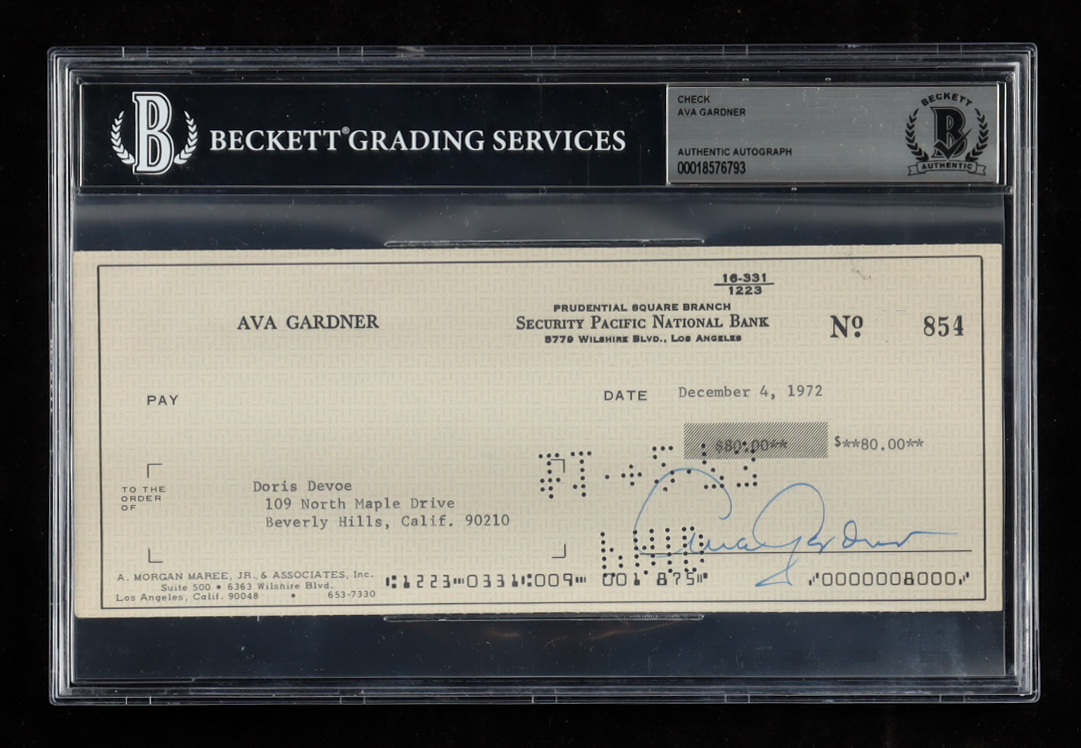 B BECKETT® GRADING SERVICES
CHECK
AVA GARDNER
AUTHENTIC AUTOGRAPH
00018576793
BECKETT
B
AUTHENTIC
16-331
1223
AVA GARDNER
PRUDENTIAL SQUARE BRANCH
SECURITY PACIFIC NATIONAL BANK
5779 WILSHIRE BLVD., LOS ANGELES
Nº 854
PAY
DATE December 4, 1972
$80.00** $**80.00**
TO THE
ORDER
OF
Doris Devoe
109 North Maple Drive
Beverly Hills, Calif. 90210
Ava Gardner
A. MORGAN MAREE, JR., & ASSOCIATES, Inc.
Suite 500 • 6363 Wilshire Blvd.
Los Angeles, Calif. 90048 • 653-7330
⑆1223⑉0331⑆009⑉ 001 875⑈ ⑇0000008000⑇